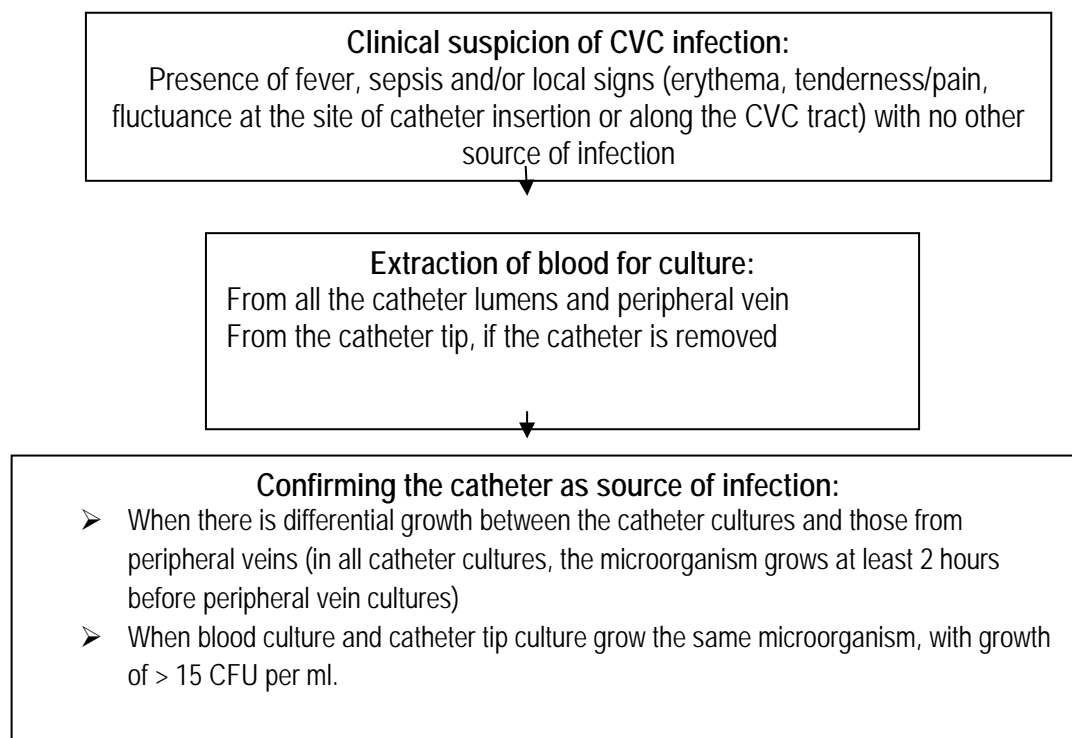 Clinical suspicion of CVC infection:
Presence of fever, sepsis and/or local signs (erythema, tenderness/pain,
fluctuance at the site of catheter insertion or along the CVC tract) with no other
source of infection
Extraction of blood for culture:
From all the catheter lumens and peripheral vein
From the catheter tip, if the catheter is removed
Confirming the catheter as source of infection:
➢ When there is differential growth between the catheter cultures and those from
peripheral veins (in all catheter cultures, the microorganism grows at least 2 hours
before peripheral vein cultures)
➢ When blood culture and catheter tip culture grow the same microorganism, with growth
of > 15 CFU per ml.